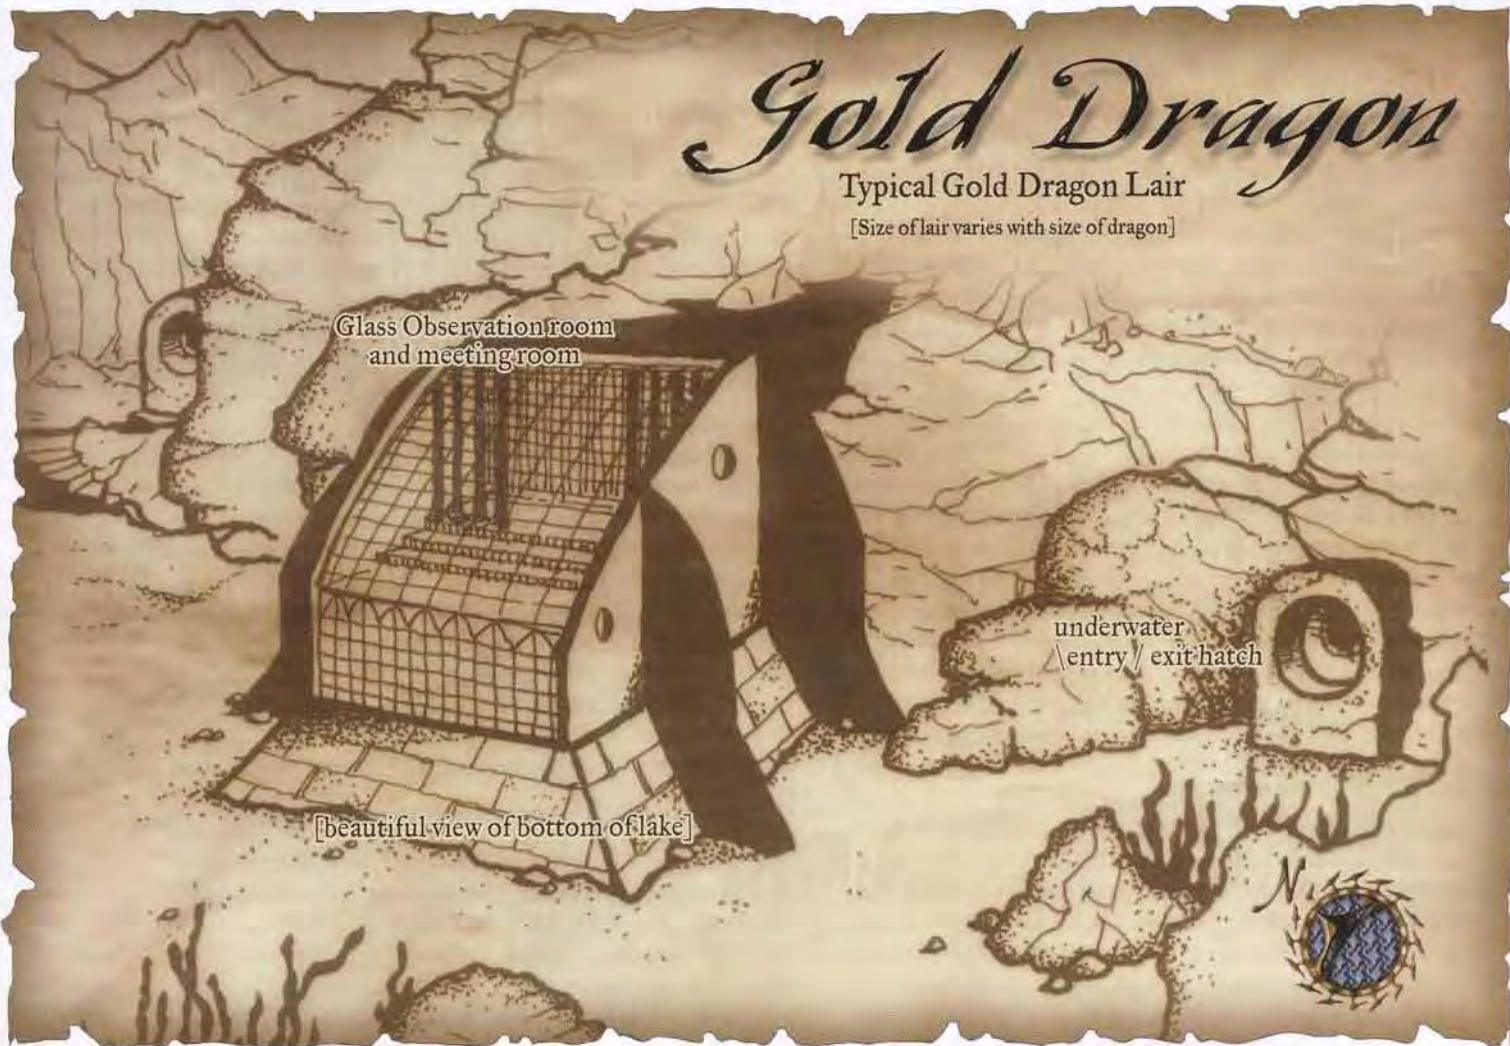 Gold Dragon
Typical Gold Dragon Lair
[Size of lair varies with size of dragon]
Glass Observation room
and meeting room
underwater
\entry / exit hatch
[beautiful view of bottom of lake]
N